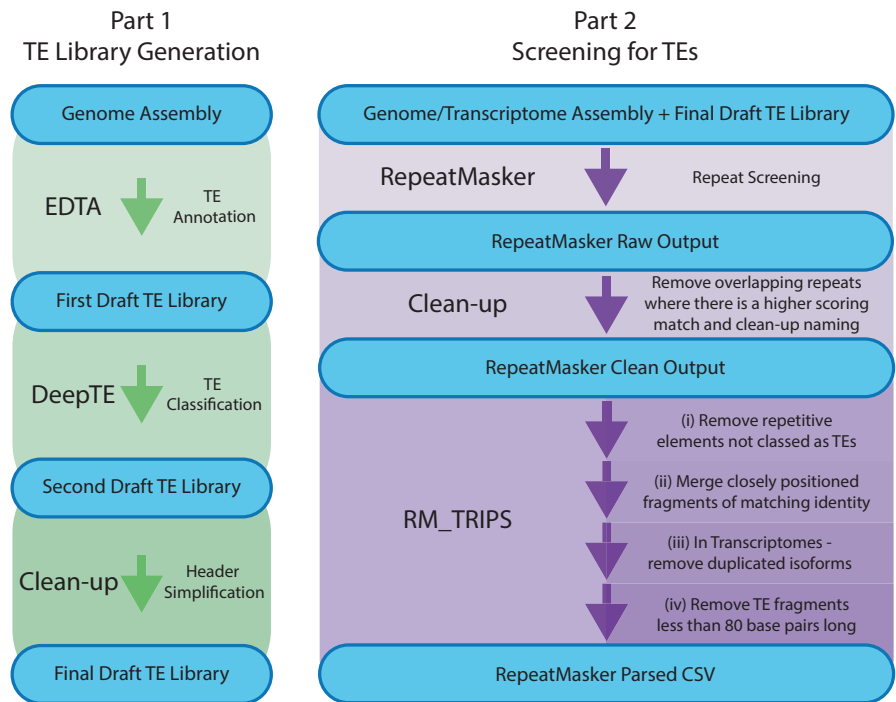 Part 1
TE Library Generation
Genome Assembly
EDTA
TE
Annotation
First Draft TE Library
DeepTE
TE
Classification
Second Draft TE Library
Clean-up
Header
Simplification
Final Draft TE Library
Part 2
Screening for TEs
Genome/Transcriptome Assembly + Final Draft TE Library
RepeatMasker
Repeat Screening
RepeatMasker Raw Output
Clean-up
Remove overlapping repeats
where there is a higher scoring
match and clean-up naming
RepeatMasker Clean Output
RM_TRIPS
(i) Remove repetitive
elements not classed as TEs
(ii) Merge closely positioned
fragments of matching identity
(iii) In Transcriptomes -
remove duplicated isoforms
(iv) Remove TE fragments
less than 80 base pairs long
RepeatMasker Parsed CSV